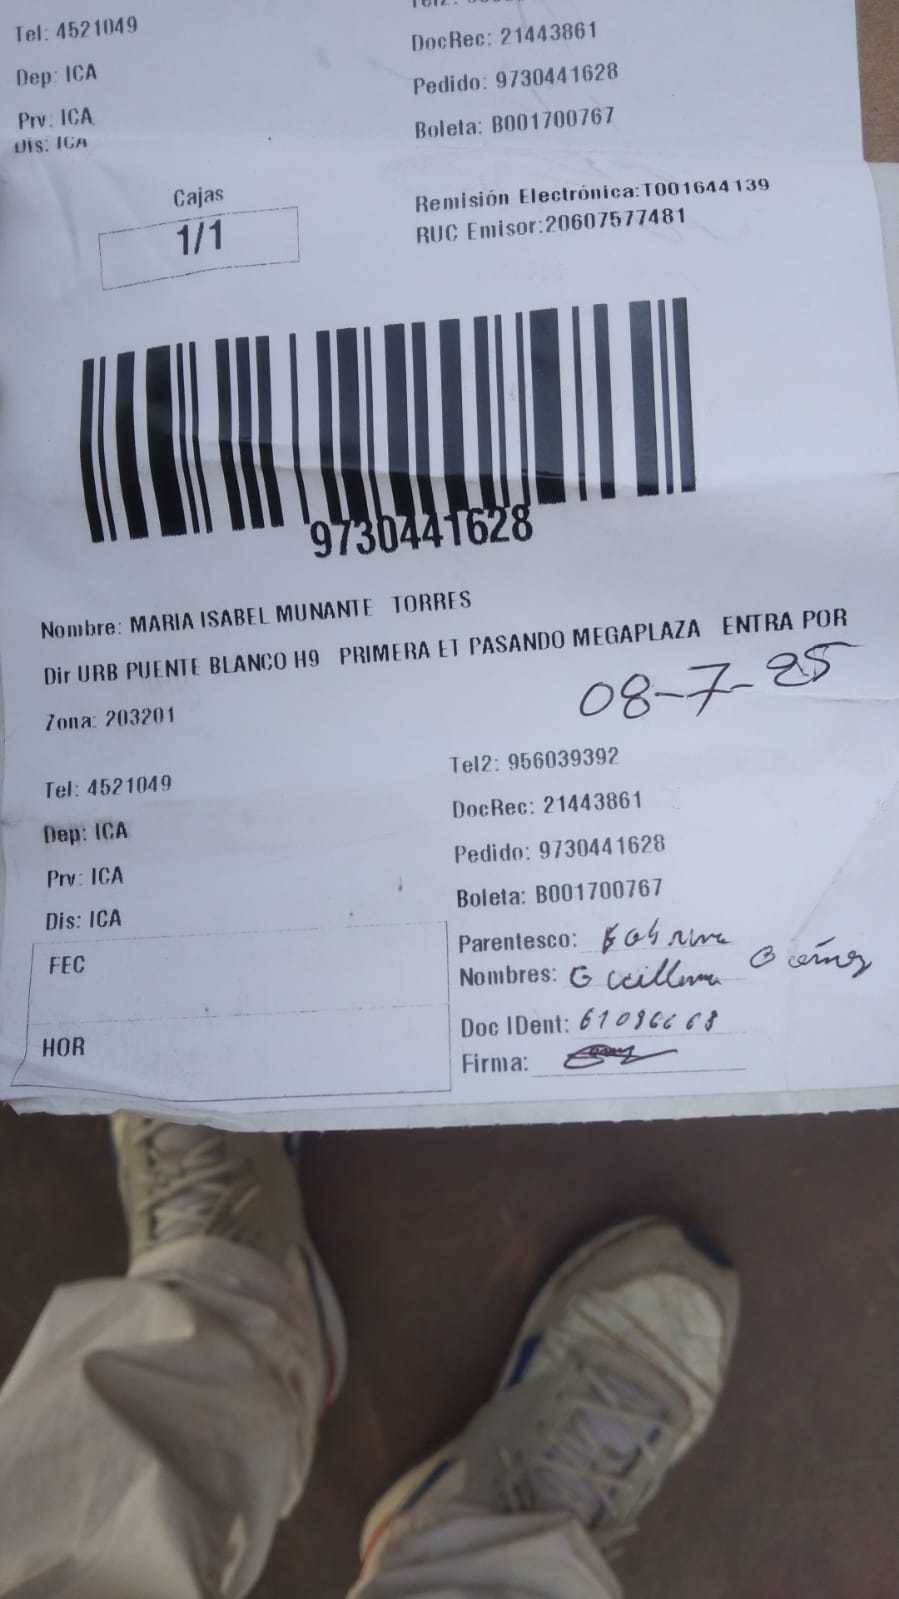 Tel: 4521049
DocRec: 21443861
Dep: ICA
Pedido: 9730441628
Prv: ICA
Boleta: B001700767
Dis: ICA
Cajas
1/1
Remisión Electrónica:T001644139
RUC Emisor:20607577481
9730441628
Nombre: MARIA ISABEL MUNANTE TORRES
Dir URB PUENTE BLANCO H9 PRIMERA ET PASANDO MEGAPLAZA ENTRA POR
08-7-25
Zona: 203201
Tel: 4521049
Tel2: 956039392
Dep: ICA
DocRec: 21443861
Prv: ICA
Pedido: 9730441628
Dis: ICA
Boleta: B001700767
FEC
HOR
Parentesco:
Nombres:
Doc IDent: 61086668
Firma: